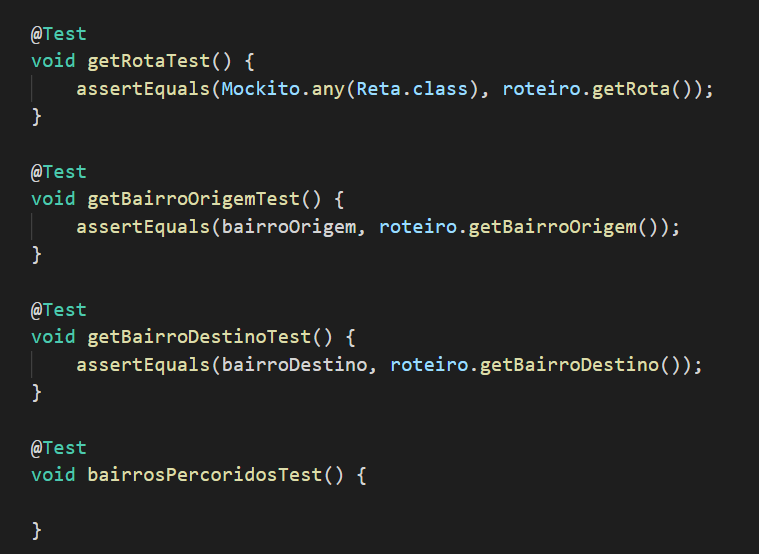 @Test
void getRotaTest() {
assertEquals(Mockito.any(Reta.class), roteiro.getRota());
}
@Test
void getBairroOrigemTest() {
assertEquals(bairroOrigem, roteiro.getBairroOrigem());
}
@Test
void getBairroDestinoTest() {
assertEquals(bairroDestino, roteiro.getBairroDestino());
}
@Test
void bairrosPercoridosTest() {
}